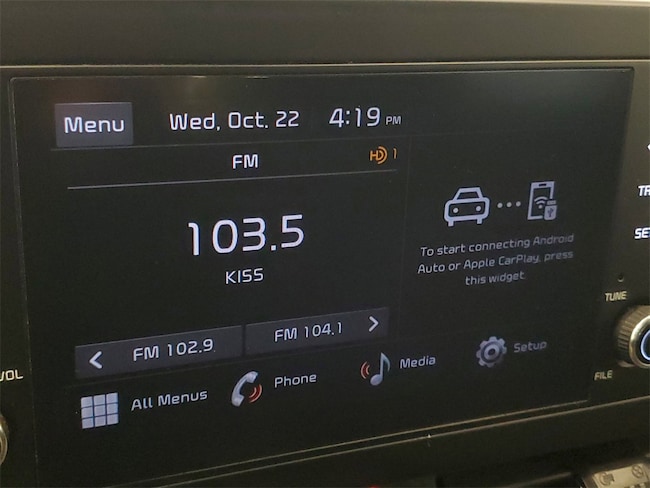 Menu
Wed, Oct. 22
4:19 PM
FM
HD 1
103.5
KISS
FM 102.9
FM 104.1
To start connecting Android
Auto or Apple CarPlay, press
this widget.
All Menus
Phone
Media
Setup
VOL
TUNE
FILE